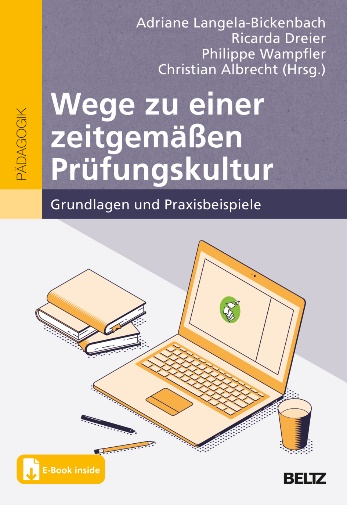 Adriane Langela-Bickenbach
Ricarda Dreier
Philippe Wampfler
Christian Albrecht (Hrsg.)
PÄDAGOGIK
Wege zu einer
zeitgemäßen
Prüfungskultur
Grundlagen und Praxisbeispiele
E-Book inside
BELTZ